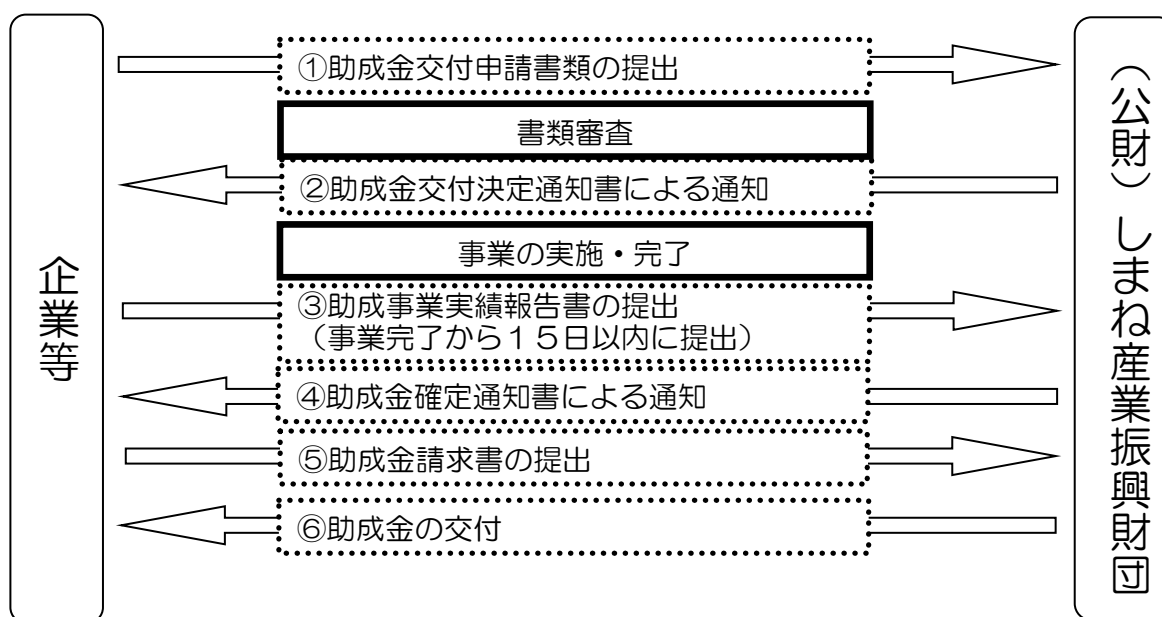 企業等
①助成金交付申請書類の提出
書類審査
②助成金交付決定通知書による通知
事業の実施・完了
③助成事業実績報告書の提出
（事業完了から１５日以内に提出）
④助成金確定通知書による通知
⑤助成金請求書の提出
⑥助成金の交付
（公財）しまね産業振興財団